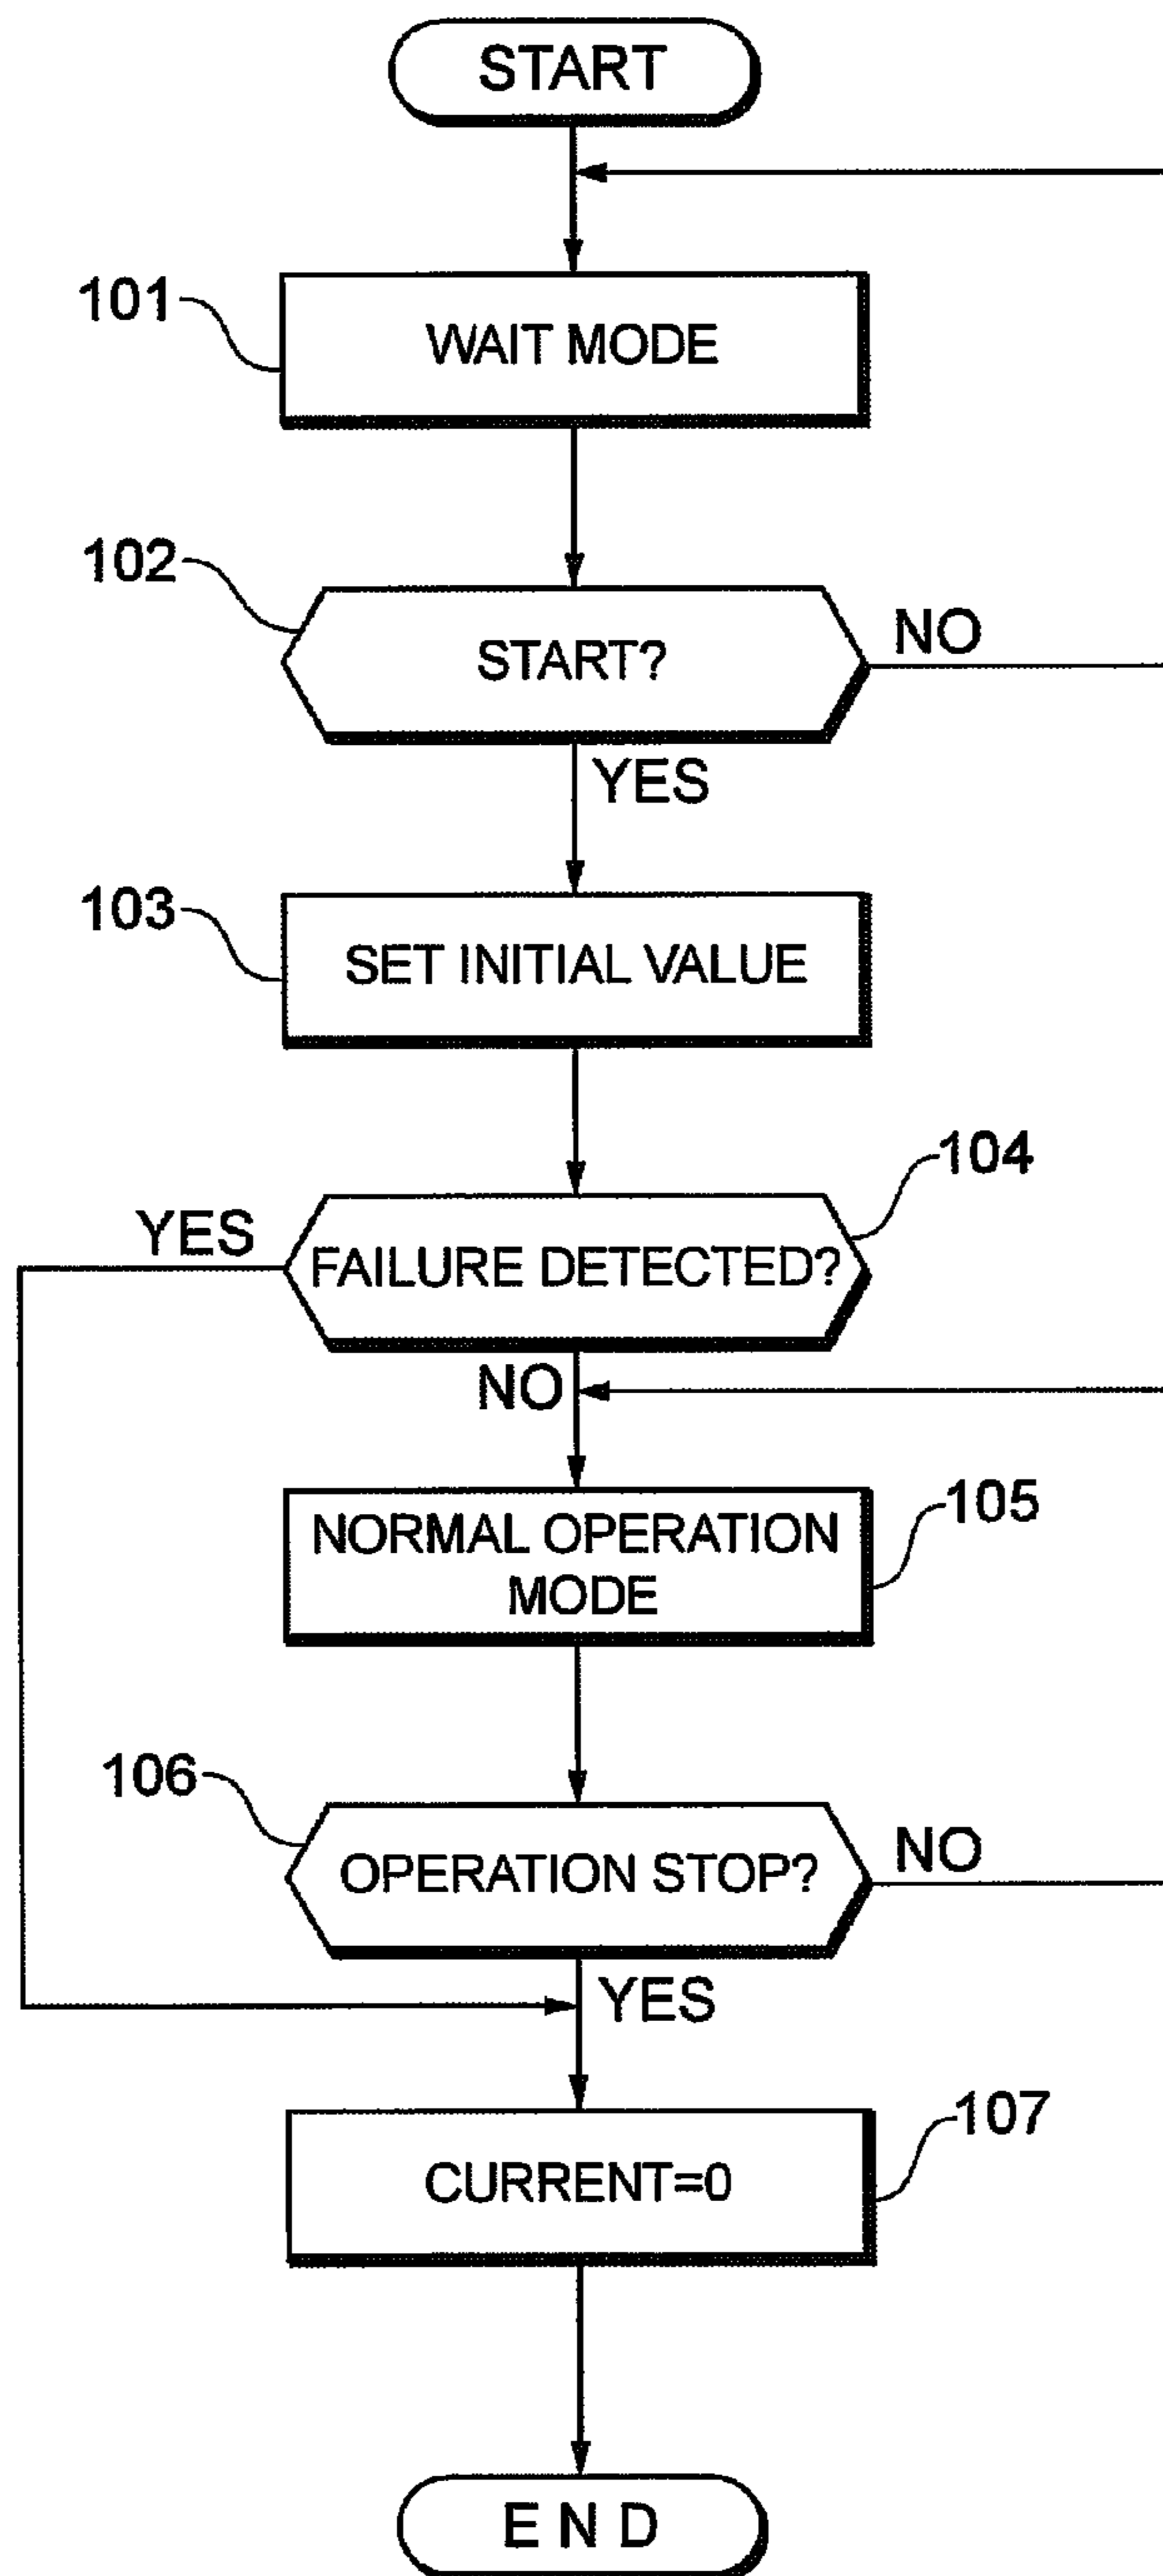 START
101
WAIT MODE
102
START?
NO
YES
103
SET INITIAL VALUE
104
YES
FAILURE DETECTED?
NO
105
NORMAL OPERATION
MODE
106
OPERATION STOP?
NO
YES
107
CURRENT=0
E N D